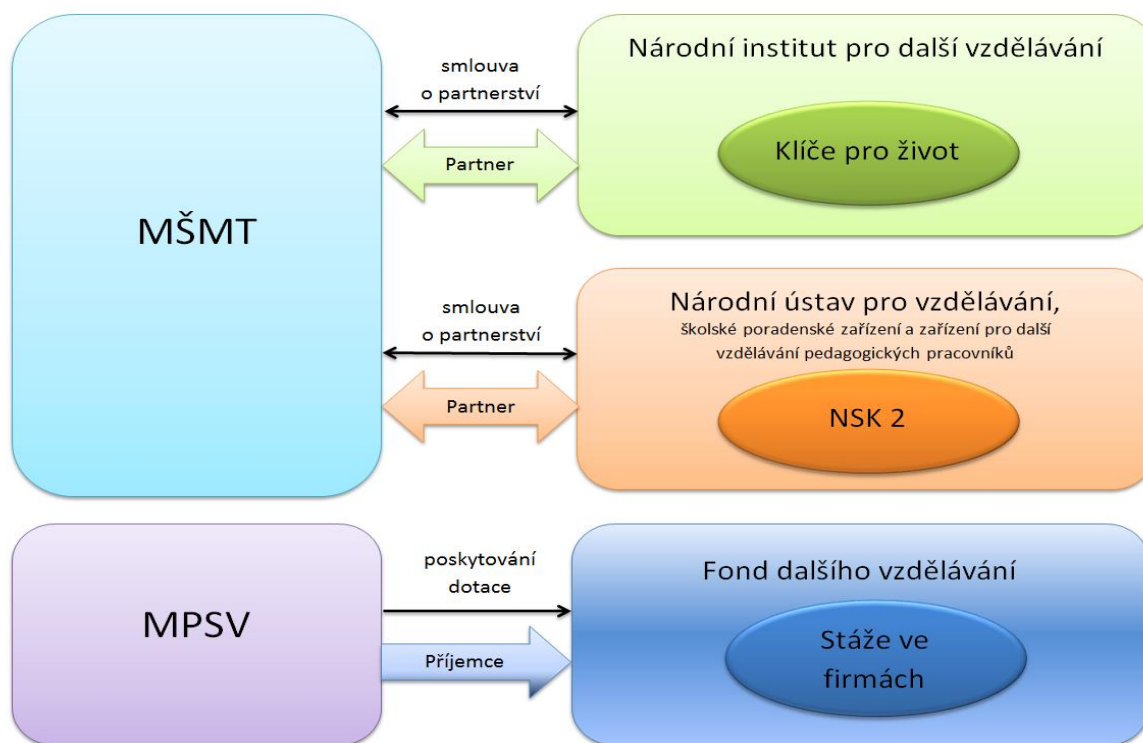 MŠMT
smlouva
o partnerství
Partner
Národní institut pro další vzdělávání
Klíče pro život
smlouva
o partnerství
Partner
Národní ústav pro vzdělávání,
školské poradenské zařízení a zařízení pro další
vzdělávání pedagogických pracovníků
NSK 2
MPSV
poskytování
dotace
Příjemce
Fond dalšího vzdělávání
Stáže ve
firmách